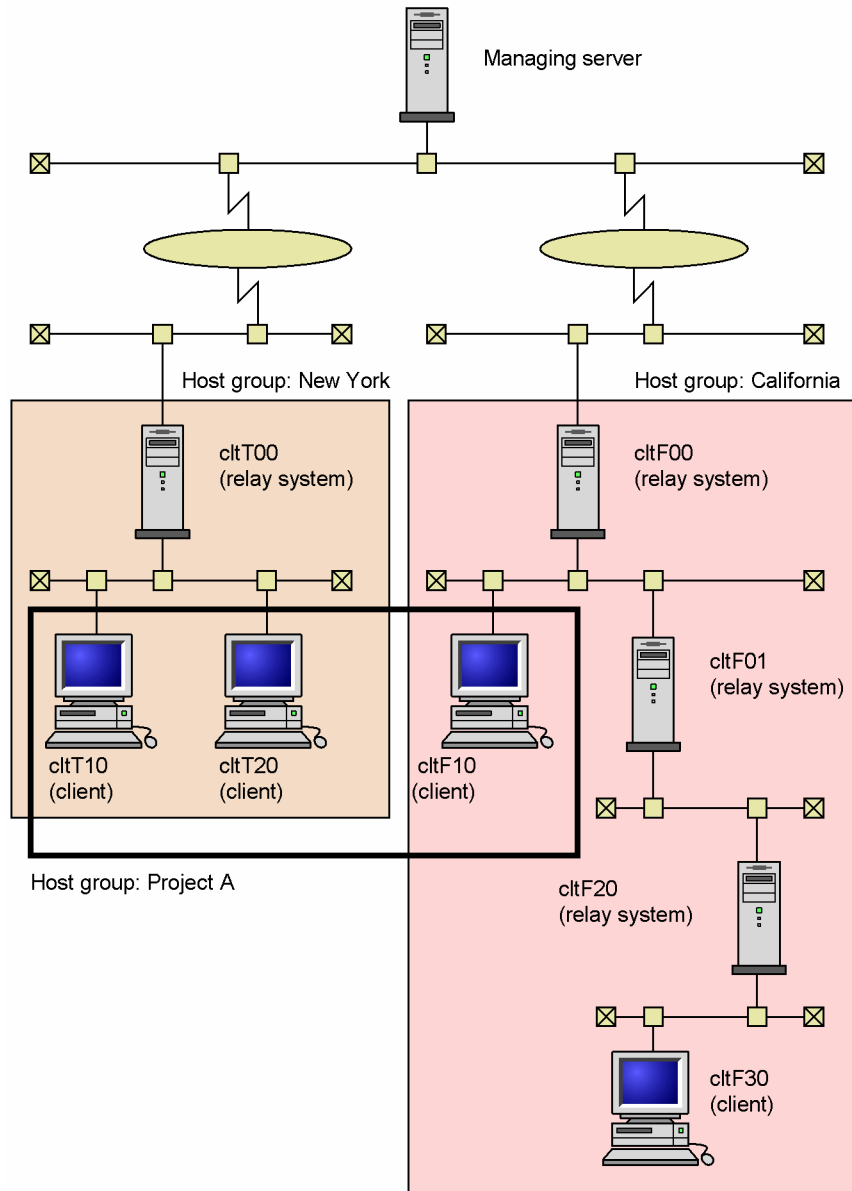 Managing server
Host group: New York
Host group: California
cltT00
(relay system)
cltF00
(relay system)
cltF01
(relay system)
cltT10
(client)
cltT20
(client)
cltF10
(client)
Host group: Project A
cltF20
(relay system)
cltF30
(client)